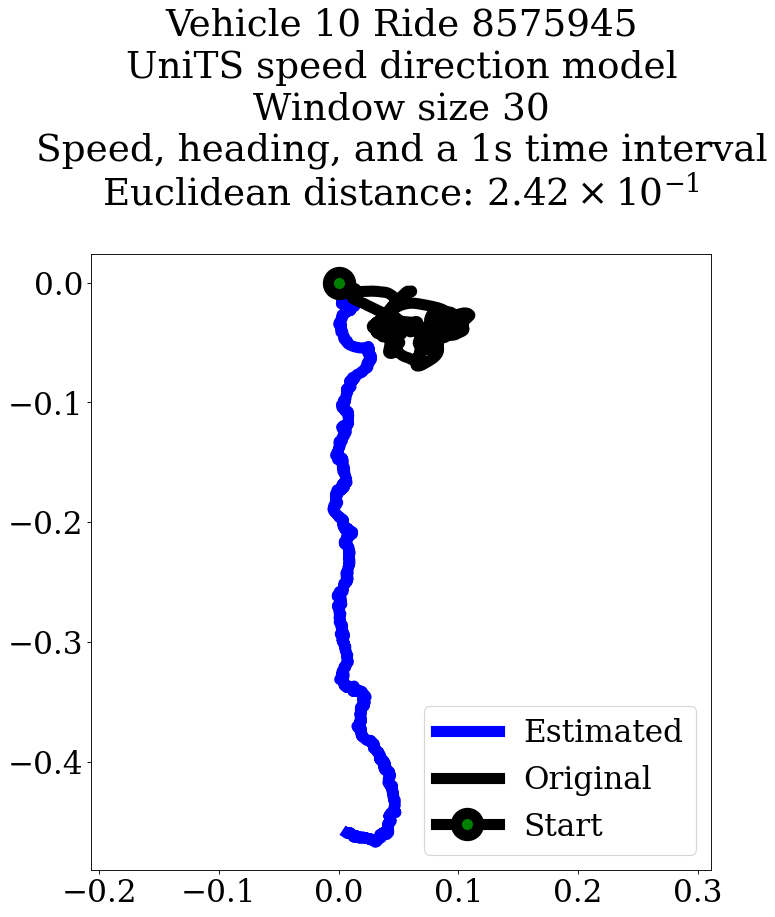 Vehicle 10 Ride 8575945
UniTS speed direction model
Window size 30
Speed, heading, and a 1s time interval
Euclidean distance: 2.42 × 10⁻¹
0.0
−0.1
−0.2
−0.3
−0.4
Estimated
Original
Start
−0.2 −0.1 0.0 0.1 0.2 0.3